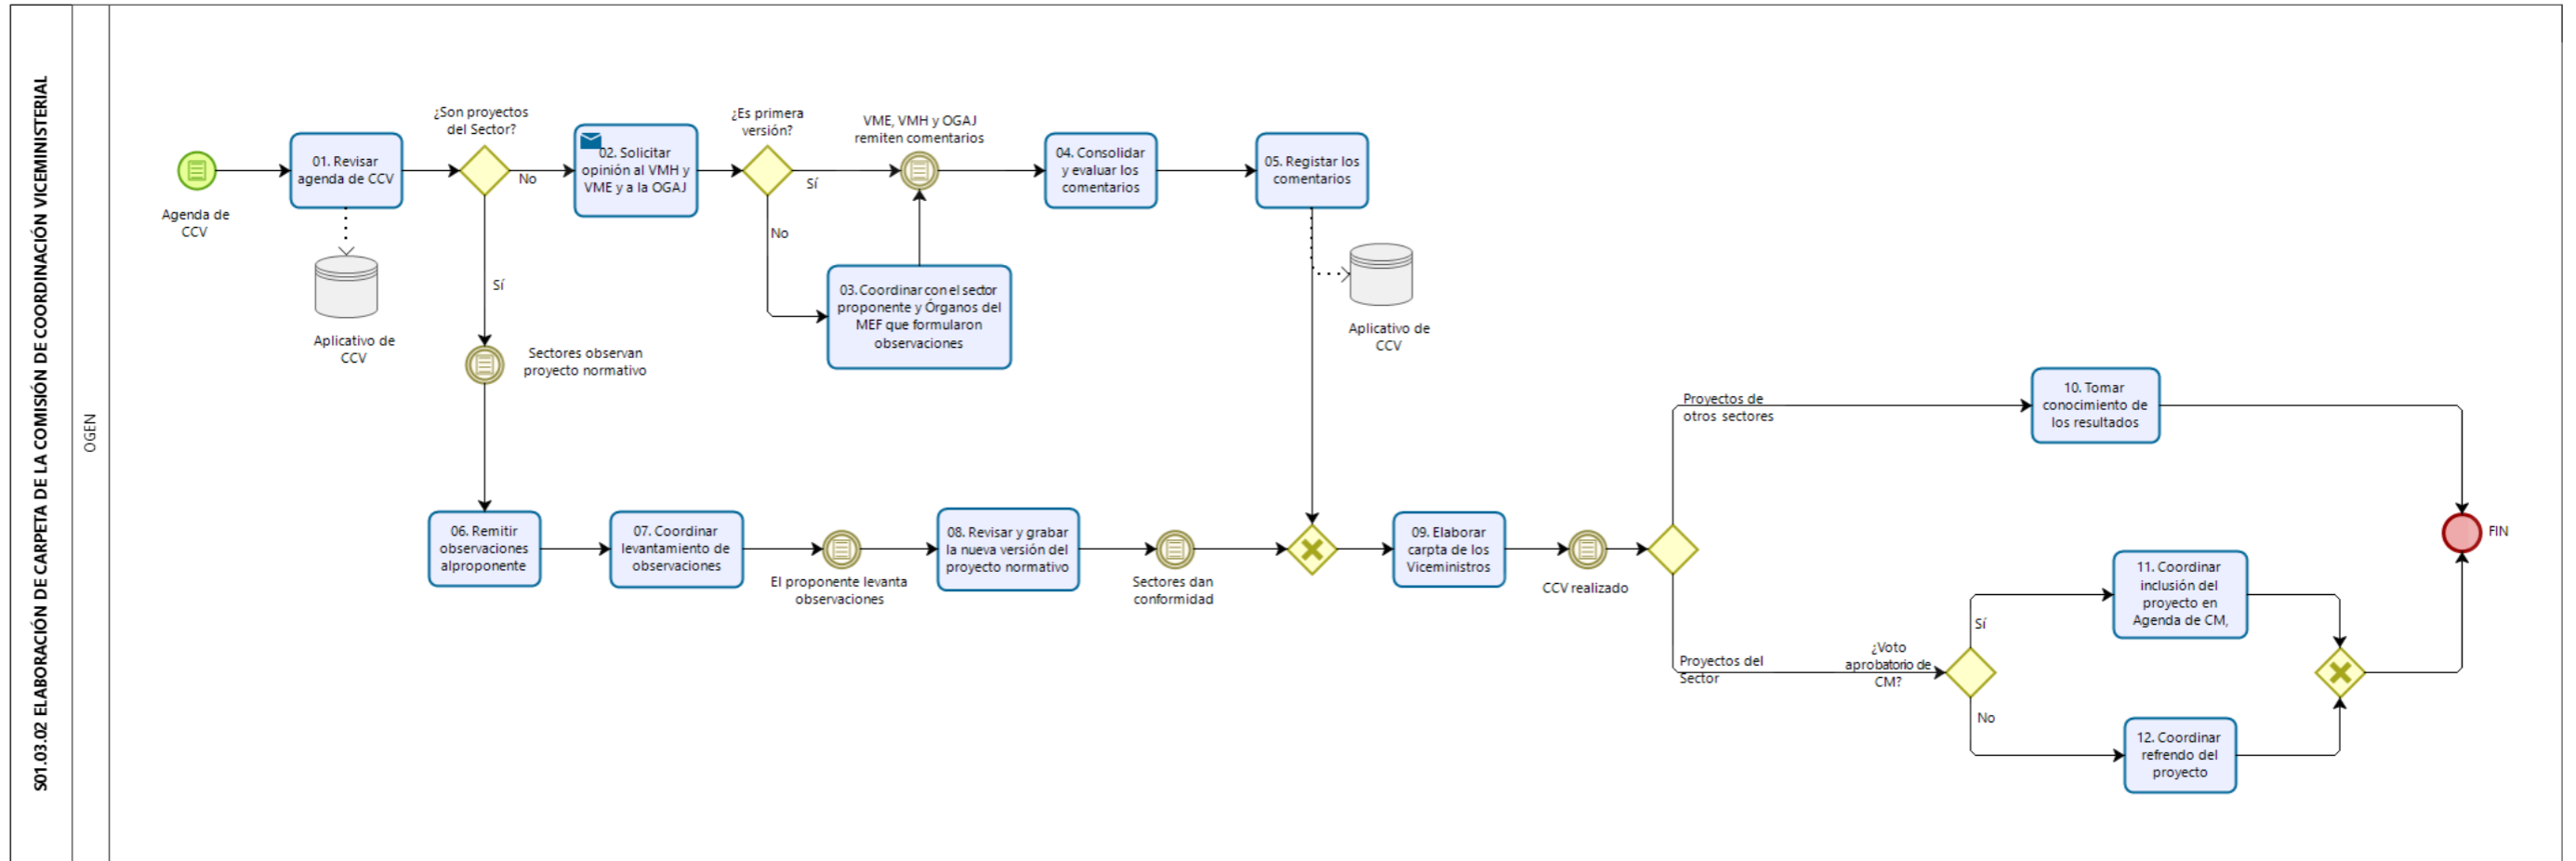 S01.03.02 ELABORACIÓN DE CARPETA DE LA COMISIÓN DE COORDINACIÓN VICEMINISTERIAL
OGEN
Agenda de
CCV
01. Revisar
agenda de CCV
Aplicativo de
CCV
¿Son proyectos
del Sector?
No
Sí
02. Solicitar
opinión al VMH y
VME y a la OGAJ
¿Es primera
versión?
Sí
No
VME, VMH y OGAJ
remiten comentarios
03. Coordinar con el sector
proponente y Órganos del
MEF que formularon
observaciones
04. Consolidar
y evaluar los
comentarios
05. Registar los
comentarios
Aplicativo de
CCV
Sectores observan
proyecto normativo
06. Remitir
observaciones
alproponente
07. Coordinar
levantamiento de
observaciones
El proponente levanta
observaciones
08. Revisar y grabar
la nueva versión del
proyecto normativo
Sectores dan
conformidad
09. Elaborar
carpta de los
Viceministros
CCV realizado
Proyectos de
otros sectores
10. Tomar
conocimiento de
los resultados
Proyectos del
Sector
¿Voto
aprobatorio de
CM?
Sí
No
11. Coordinar
inclusión del
proyecto en
Agenda de CM,
12. Coordinar
refrendo del
proyecto
FIN